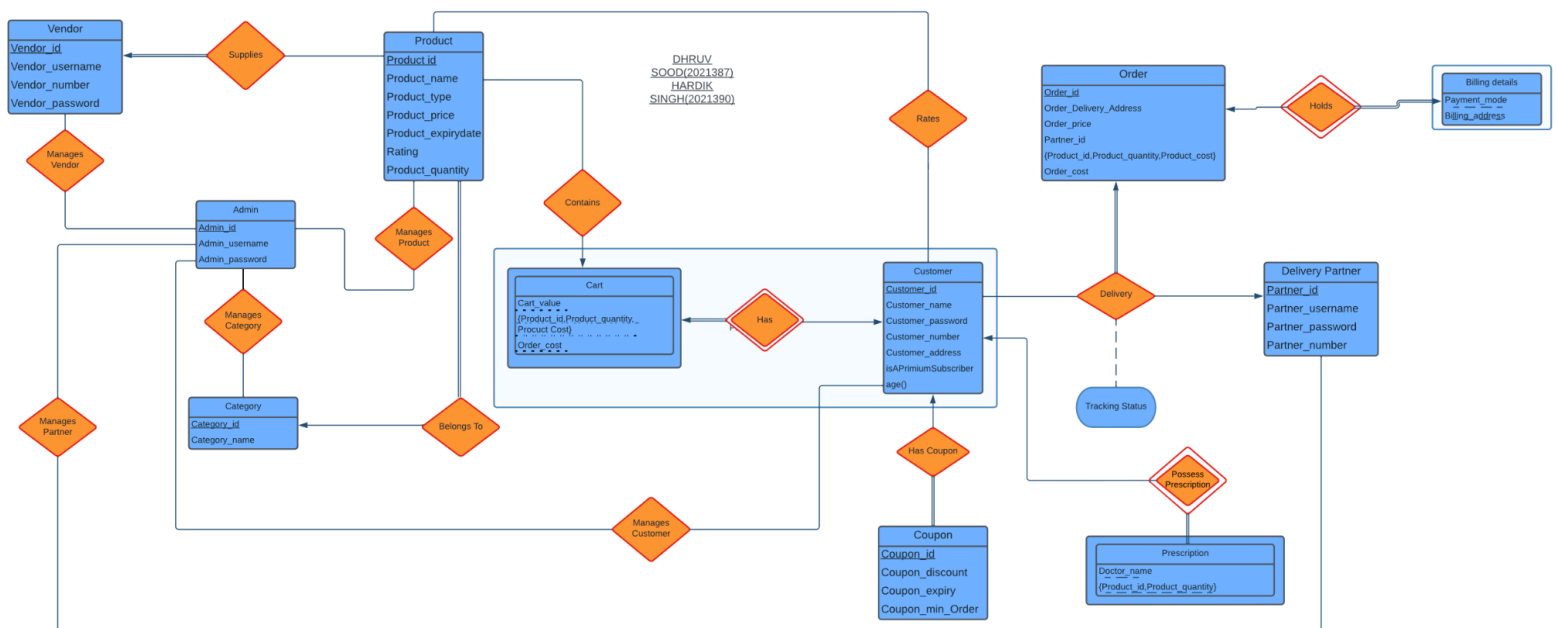 Vendor
Vendor_id
Vendor_username
Vendor_number
Vendor_password
Supplies
Product
Product id
Product_name
Product_type
Product_price
Product_expirydate
Rating
Product_quantity
DHRUV
SOOD(2021387)
HARDIK
SINGH(2021390)
Rates
Order
Order_id
Order_Delivery_Address
Order_price
Partner_id
{Product_id,Product_quantity,Product_cost}
Order_cost
Holds
Billing details
Payment_mode
Billing_address
Manages
Vendor
Admin
Admin_id
Admin_username
Admin_password
Manages
Product
Contains
Manages
Category
Cart
Cart_value
{Product_id,Product_quantity,
Procuct Cost}
Order_cost
Has
Customer
Customer_id
Customer_name
Customer_password
Customer_number
Customer_address
isAPrimiumSubscriber
age()
Delivery
Delivery Partner
Partner_id
Partner_username
Partner_password
Partner_number
Tracking Status
Manages
Partner
Category
Category_id
Category_name
Belongs To
Has Coupon
Possess
Prescription
Manages
Customer
Coupon
Coupon_id
Coupon_discount
Coupon_expiry
Coupon_min_Order
Prescription
Doctor_name
{Product_id,Product_quantity}